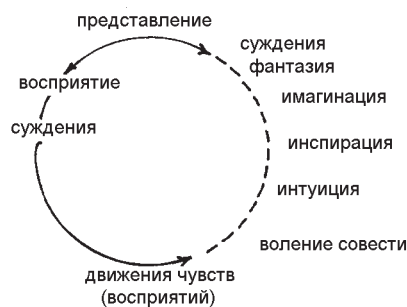 представление
суждения
фантазия
восприятие
имагинация
суждения
инспирация
интуиция
воление совести
движения чувств
(восприятий)